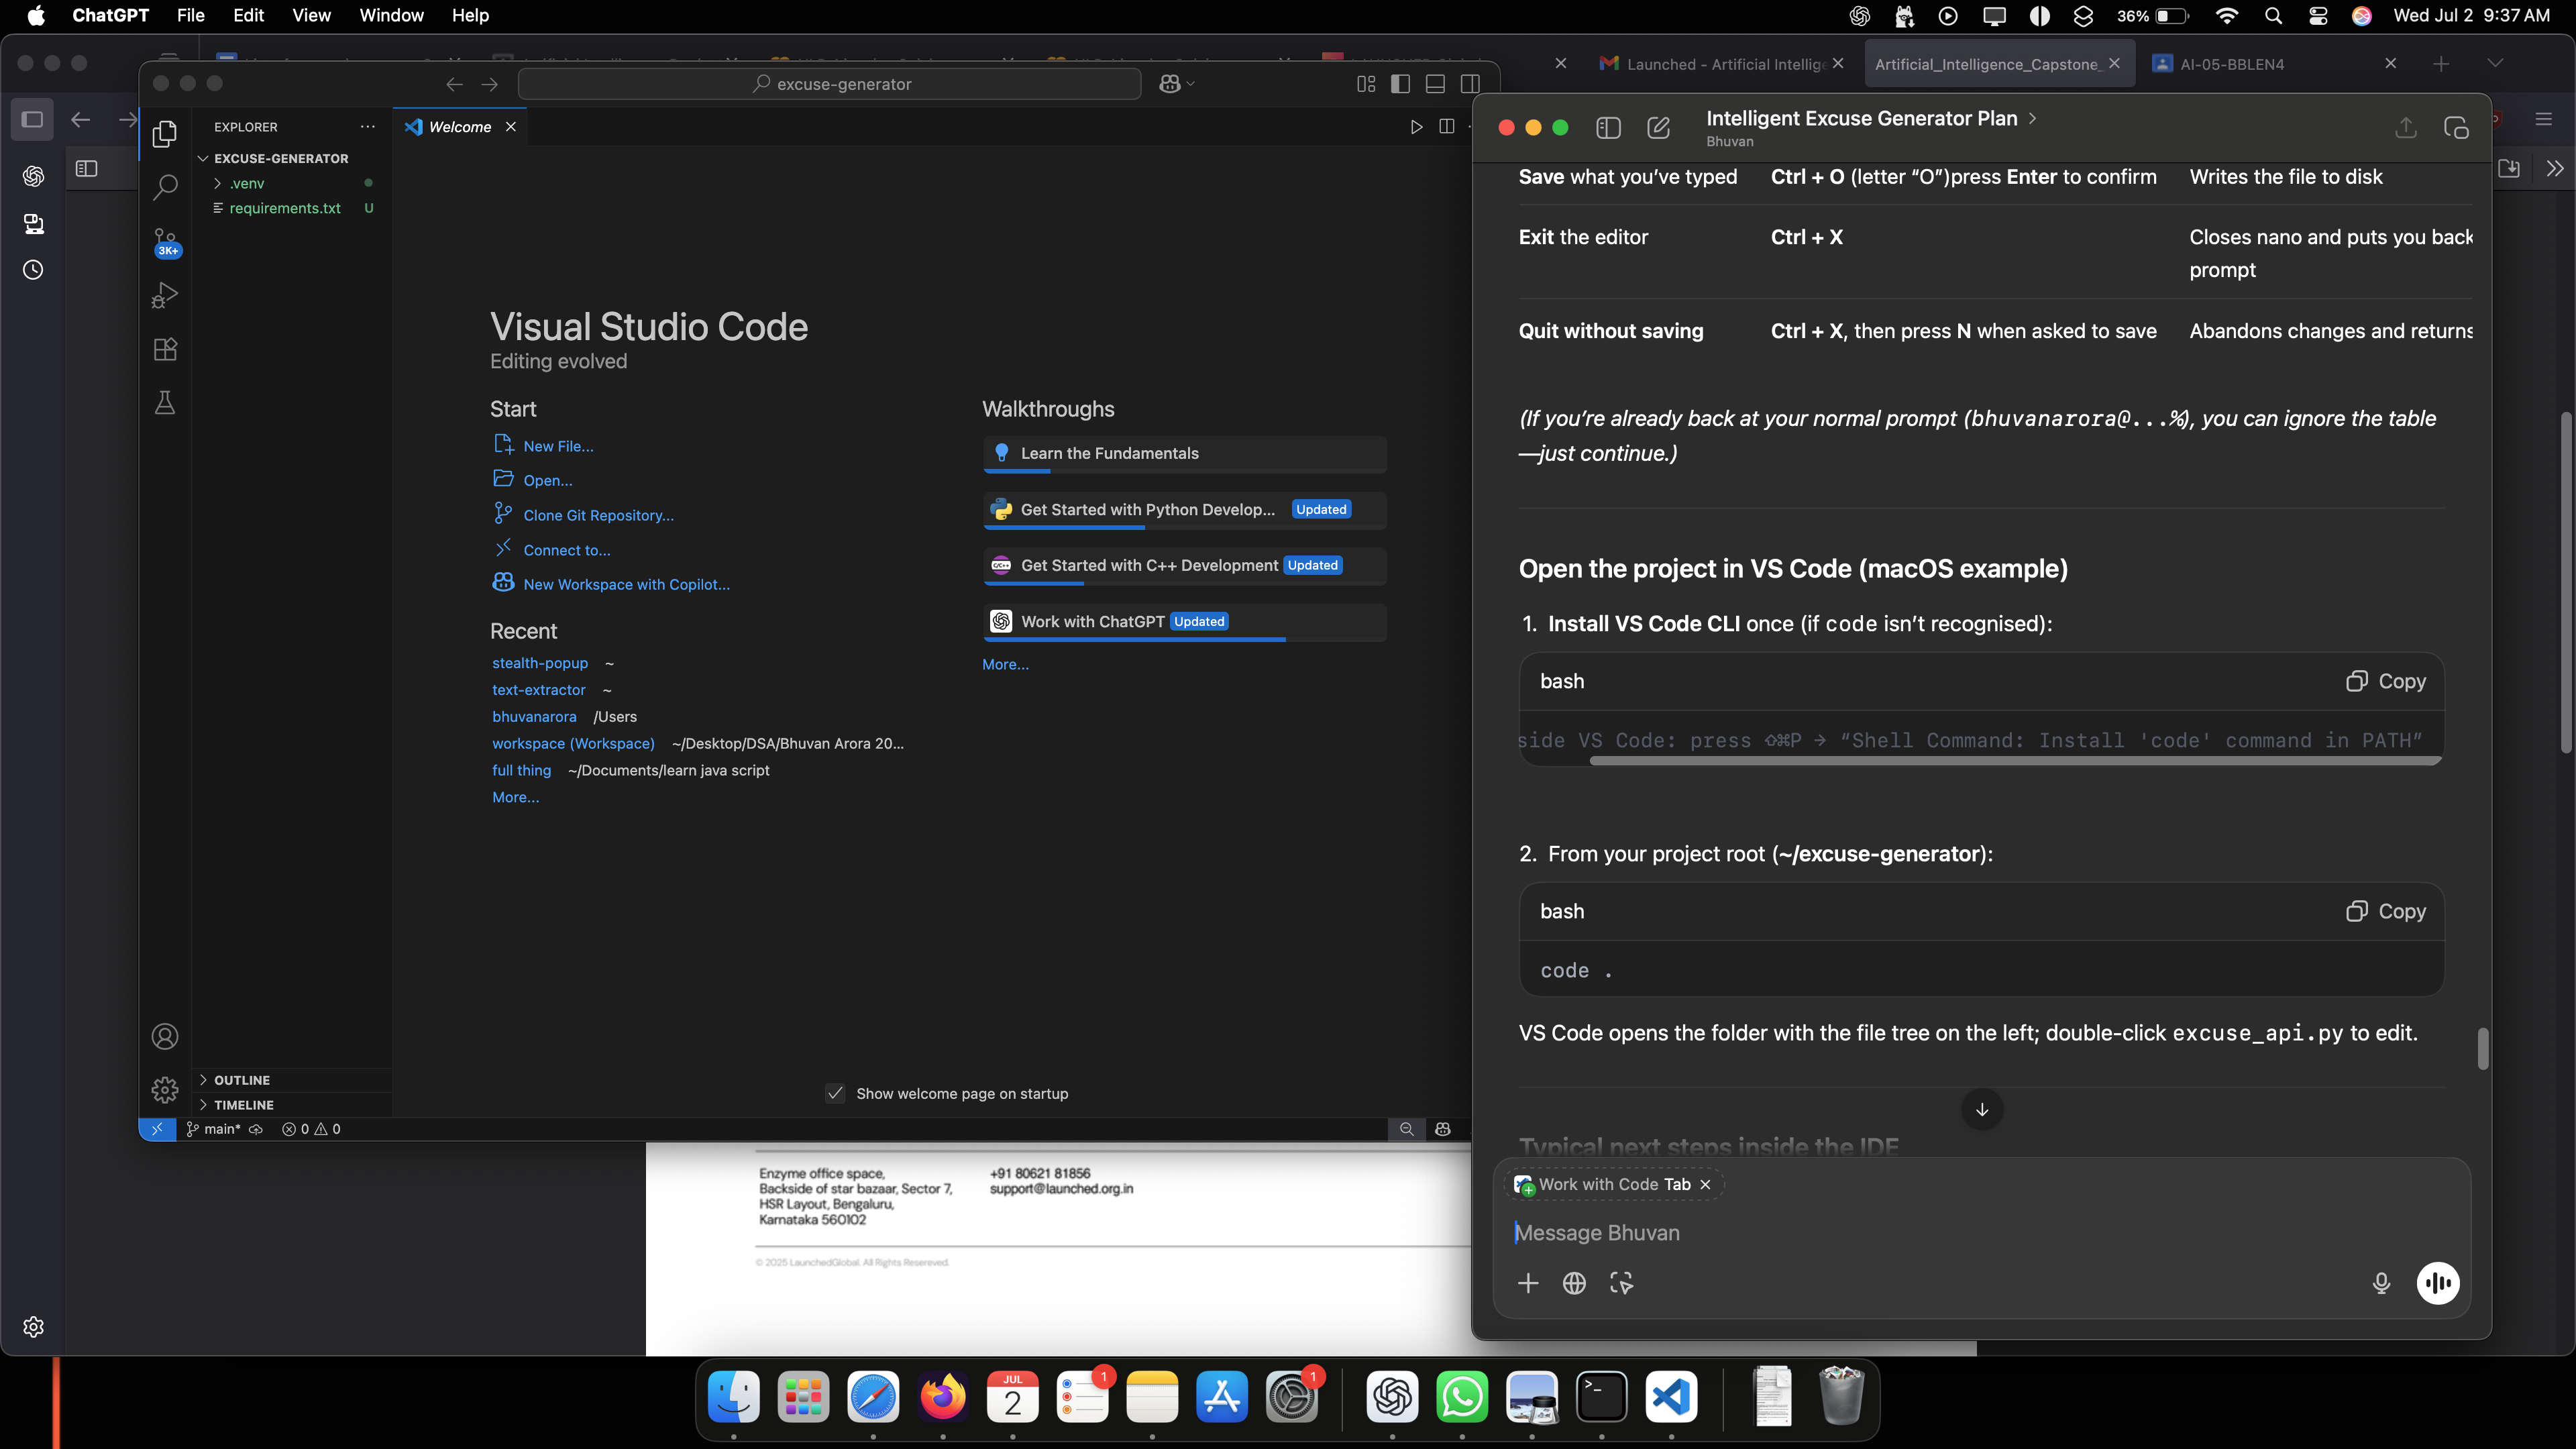 ChatGPT File Edit View Window Help
36% Wed Jul 2 9:37 AM
Launched - Artificial Intellige
Artificial_Intelligence_Capstone_
AI-05-BBLEN4
excuse-generator
EXPLORER
Welcome
EXCUSE-GENERATOR
.venv
requirements.txt U
3K+
Visual Studio Code
Editing evolved
Start
New File...
Open...
Clone Git Repository...
Connect to...
New Workspace with Copilot...
Recent
stealth-popup ~
text-extractor ~
bhuvanarora /Users
workspace (Workspace) ~/Desktop/DSA/Bhuvan Arora 20...
full thing ~/Documents/learn java script
More...
Walkthroughs
Learn the Fundamentals
Get Started with Python Develop... Updated
Get Started with C++ Development Updated
Work with ChatGPT Updated
More...
Show welcome page on startup
OUTLINE
TIMELINE
main* 0 0
Enzyme office space,
Backside of star bazaar, Sector 7,
HSR Layout, Bengaluru,
Karnataka 560102
+91 80621 81856
support@launched.org.in
© 2025 LaunchedGlobal. All Rights Resereved.
Intelligent Excuse Generator Plan >
Bhuvan
Save what you’ve typed Ctrl + O (letter “O”)press Enter to confirm Writes the file to disk
Exit the editor Ctrl + X Closes nano and puts you back
prompt
Quit without saving Ctrl + X, then press N when asked to save Abandons changes and returns
(If you’re already back at your normal prompt (bhuvanarora@...%), you can ignore the table
—just continue.)
Open the project in VS Code (macOS example)
1. Install VS Code CLI once (if code isn’t recognised):
bash Copy
side VS Code: press ⇧⌘P → “Shell Command: Install 'code' command in PATH”
2. From your project root (~/excuse-generator):
bash Copy
code .
VS Code opens the folder with the file tree on the left; double-click excuse_api.py to edit.
Typical next steps inside the IDE
Work with Code Tab
Message Bhuvan
JUL
2
1
1